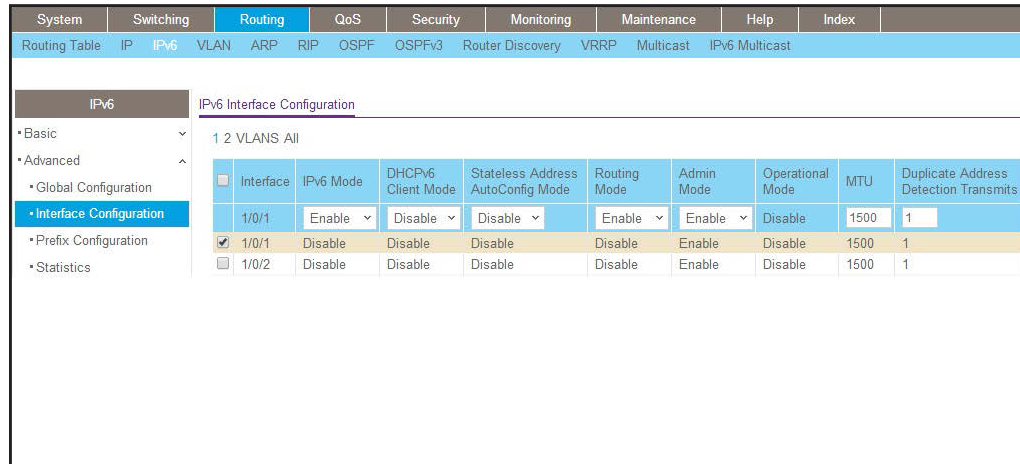 System Switching Routing QoS Security Monitoring Maintenance Help Index
Routing Table IP IPv6 VLAN ARP RIP OSPF OSPFv3 Router Discovery VRRP Multicast IPv6 Multicast
IPv6
Basic
Advanced
Global Configuration
Interface Configuration
Prefix Configuration
Statistics
IPv6 Interface Configuration
1 2 VLANS All
Interface IPv6 Mode DHCPv6 Client Mode Stateless Address AutoConfig Mode Routing Mode Admin Mode Operational Mode MTU Duplicate Address Detection Transmits
1/0/1 Enable Disable Disable Enable Enable Disable 1500 1
1/0/1 Disable Disable Disable Disable Enable Disable 1500 1
1/0/2 Disable Disable Disable Disable Enable Disable 1500 1